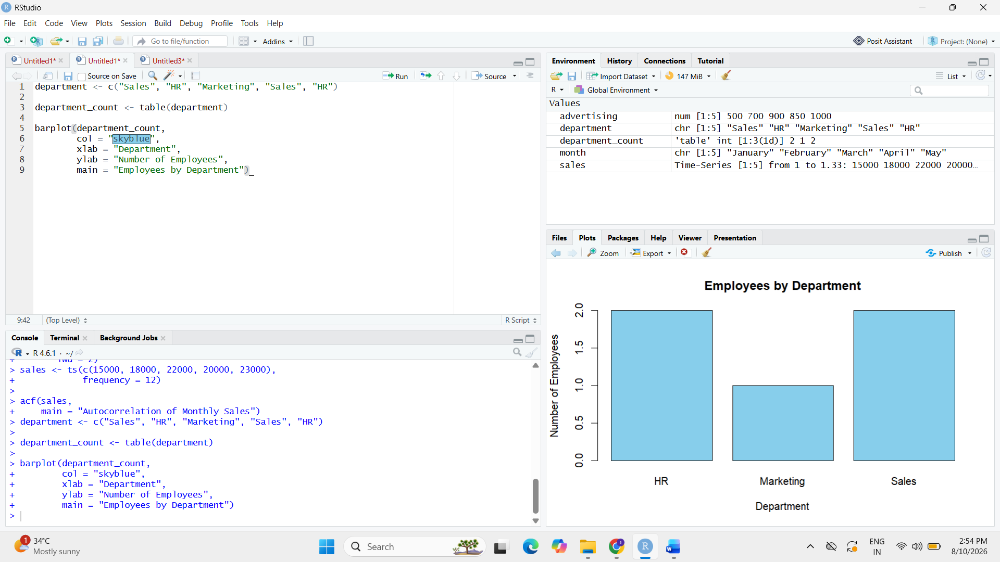 RStudio
File Edit Code View Plots Session Build Debug Profile Tools Help
Go to file/function Addins Posit Assistant Project: (None)
Untitled1* Untitled1* Untitled3*
Source on Save Run Source
1 department <- c("Sales", "HR", "Marketing", "Sales", "HR")
2
3 department_count <- table(department)
4
5 barplot(department_count,
6 col = "skyblue",
7 xlab = "Department",
8 ylab = "Number of Employees",
9 main = "Employees by Department")
9:42 (Top Level) R Script
Console Terminal Background Jobs
R 4.6.1 · ~/
> sales <- ts(c(15000, 18000, 22000, 20000, 23000),
+ frequency = 12)
>
> acf(sales,
+ main = "Autocorrelation of Monthly Sales")
> department <- c("Sales", "HR", "Marketing", "Sales", "HR")
>
> department_count <- table(department)
>
> barplot(department_count,
+ col = "skyblue",
+ xlab = "Department",
+ ylab = "Number of Employees",
+ main = "Employees by Department")
>
Environment History Connections Tutorial
Import Dataset 147 MiB List
R Global Environment
Values
advertising num [1:5] 500 700 900 850 1000
department chr [1:5] "Sales" "HR" "Marketing" "Sales" "HR"
department_count 'table' int [1:3(1d)] 2 1 2
month chr [1:5] "January" "February" "March" "April" "May"
sales Time-Series [1:5] from 1 to 1.33: 15000 18000 22000 20000...
Files Plots Packages Help Viewer Presentation
Zoom Export Publish
Employees by Department
Number of Employees
2.0
1.5
1.0
0.5
0.0
HR Marketing Sales
Department
1
34°C
Mostly sunny
Search
ENG
IN
2:54 PM
8/10/2026